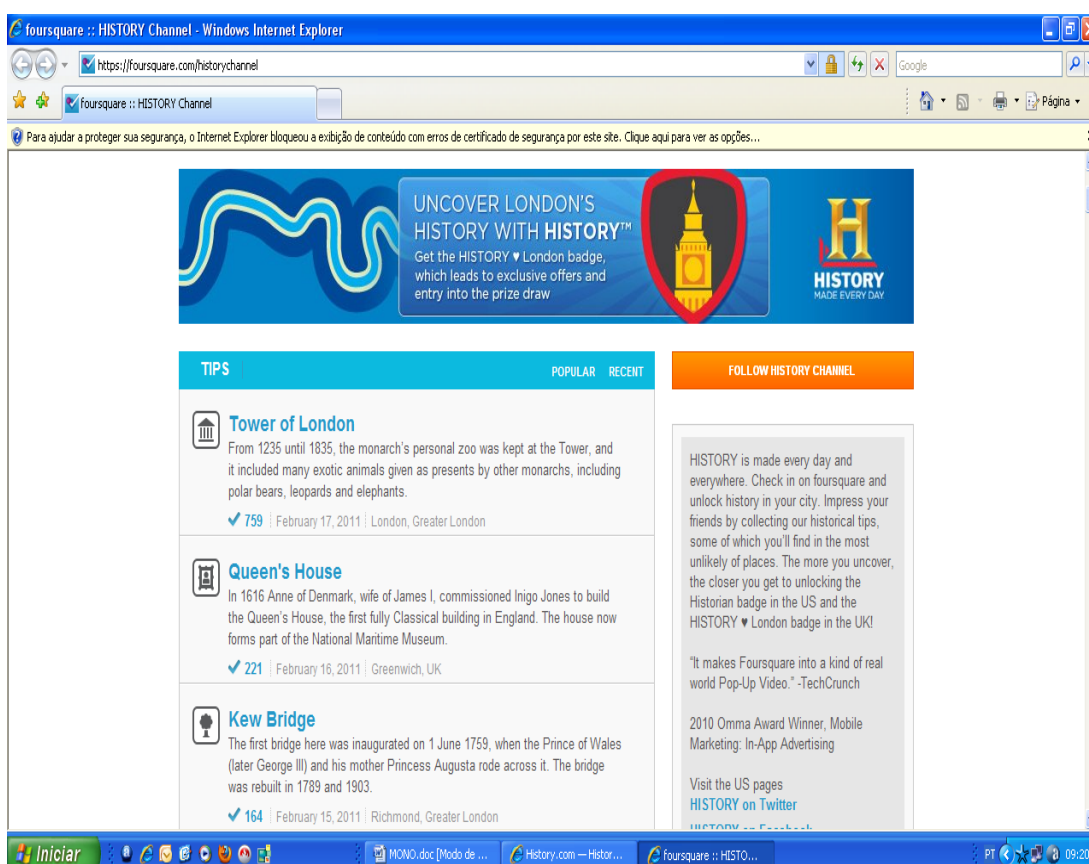 foursquare :: HISTORY Channel - Windows Internet Explorer
https://foursquare.com/historychannel
Google
foursquare :: HISTORY Channel
Página
Para ajudar a proteger sua segurança, o Internet Explorer bloqueou a exibição de conteúdo com erros de certificado de segurança por este site. Clique aqui para ver as opções...
UNCOVER LONDON'S
HISTORY WITH HISTORY™
Get the HISTORY ♥ London badge,
which leads to exclusive offers and
entry into the prize draw
H
HISTORY
MADE EVERY DAY
TIPS
POPULAR RECENT
Tower of London
From 1235 until 1835, the monarch's personal zoo was kept at the Tower, and
it included many exotic animals given as presents by other monarchs, including
polar bears, leopards and elephants.
759 February 17, 2011 London, Greater London
Queen's House
In 1616 Anne of Denmark, wife of James I, commissioned Inigo Jones to build
the Queen's House, the first fully Classical building in England. The house now
forms part of the National Maritime Museum.
221 February 16, 2011 Greenwich, UK
Kew Bridge
The first bridge here was inaugurated on 1 June 1759, when the Prince of Wales
(later George III) and his mother Princess Augusta rode across it. The bridge
was rebuilt in 1789 and 1903.
164 February 15, 2011 Richmond, Greater London
FOLLOW HISTORY CHANNEL
HISTORY is made every day and
everywhere. Check in on foursquare and
unlock history in your city. Impress your
friends by collecting our historical tips,
some of which you'll find in the most
unlikely of places. The more you uncover,
the closer you get to unlocking the
Historian badge in the US and the
HISTORY ♥ London badge in the UK!
"It makes Foursquare into a kind of real
world Pop-Up Video." -TechCrunch
2010 Omma Award Winner, Mobile
Marketing: In-App Advertising
Visit the US pages
HISTORY on Twitter
HISTORY on Facebook
Iniciar
MONO.doc [Modo de ...
History.com — Histor...
foursquare :: HISTO...
PT
09:20